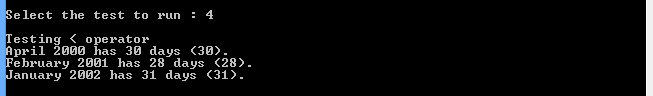 Select the test to run : 4
Testing < operator
April 2000 has 30 days (30).
February 2001 has 28 days (28).
January 2002 has 31 days (31).